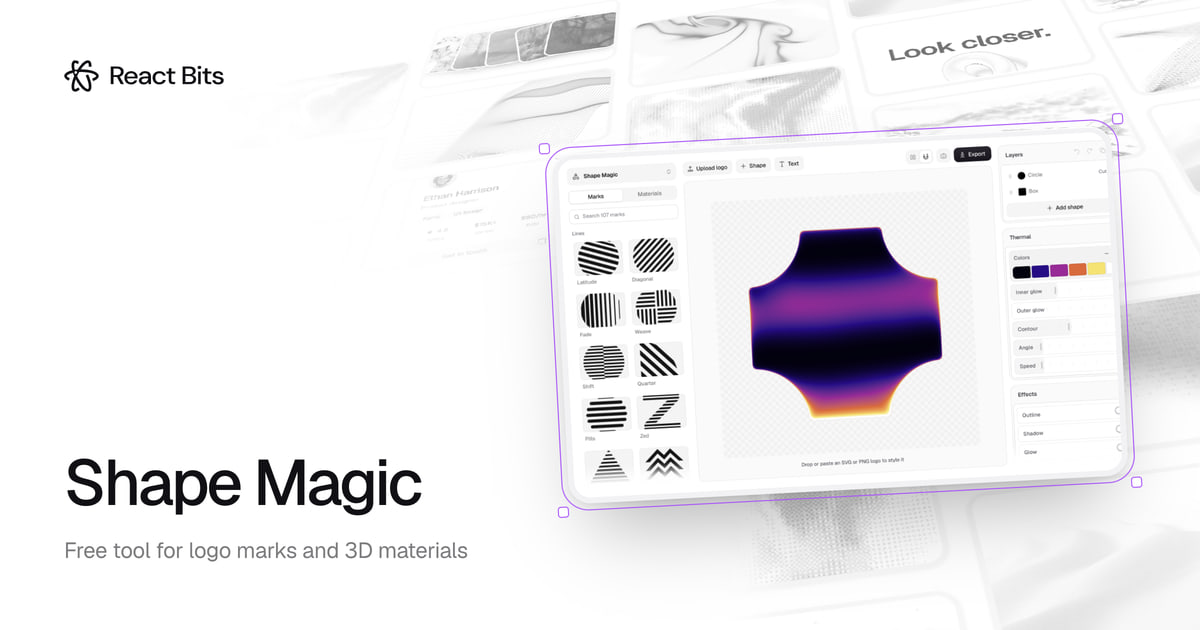 React Bits
Look closer.
Ethan Harrison
Shape Magic
Upload logo
Shape
Text
Export
Marks
Materials
Search 107 marks
Lines
Latitude
Diagonal
Fade
Weave
Shift
Quarter
Pills
Zed
Drop or paste an SVG or PNG logo to style it
Layers
Circle
Cut
Box
Add shape
Thermal
Colors
Inner glow
Outer glow
Contour
Angle
Speed
Effects
Outline
Shadow
Glow
Shape Magic
Free tool for logo marks and 3D materials